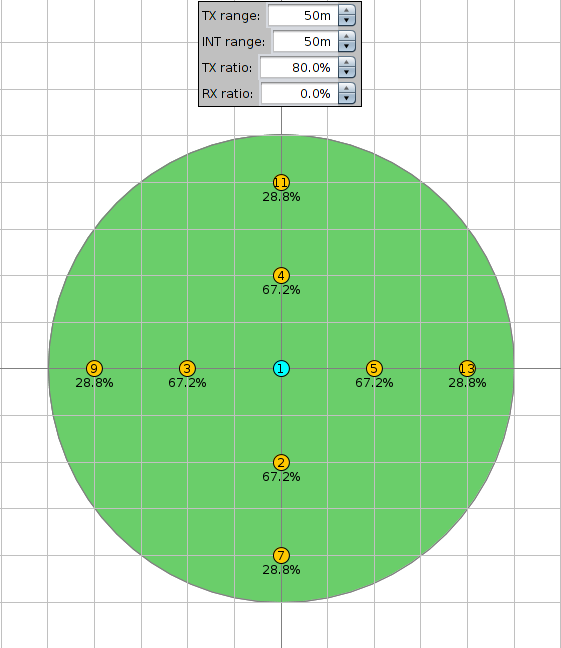 TX range: 50m
INT range: 50m
TX ratio: 80.0%
RX ratio: 0.0%
11
28.8%
4
67.2%
9 3 1 5 13
28.8% 67.2% 67.2% 28.8%
2
67.2%
7
28.8%